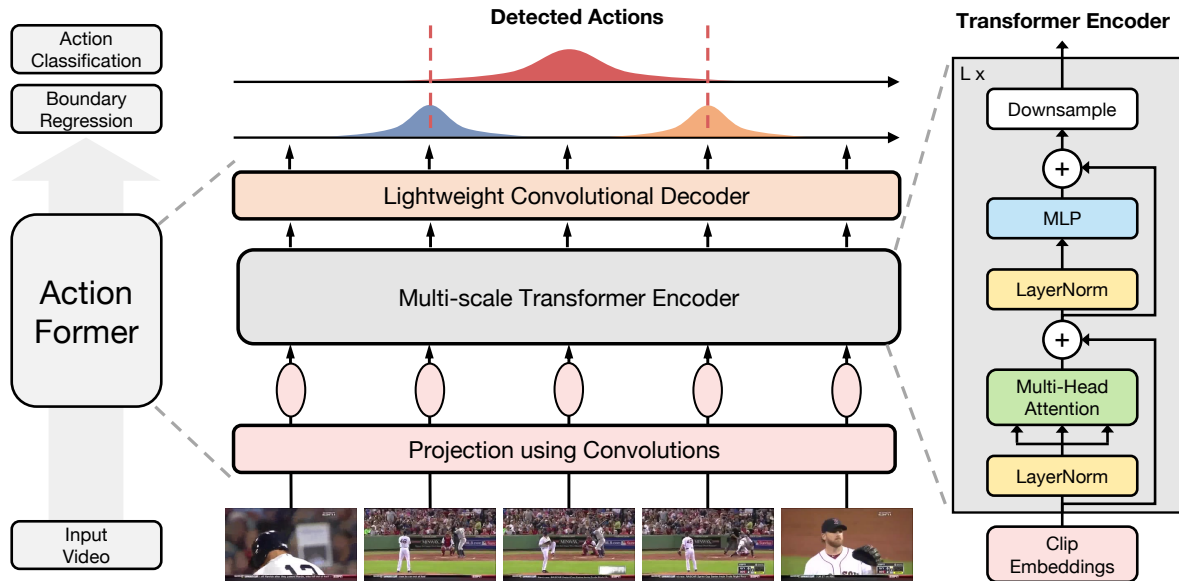 Detected Actions
Transformer Encoder
Action
Classification
Boundary
Regression
Action
Former
Input
Video
Lightweight Convolutional Decoder
Multi-scale Transformer Encoder
Projection using Convolutions
L x
Downsample
+
MLP
LayerNorm
+
Multi-Head
Attention
LayerNorm
Clip
Embeddings